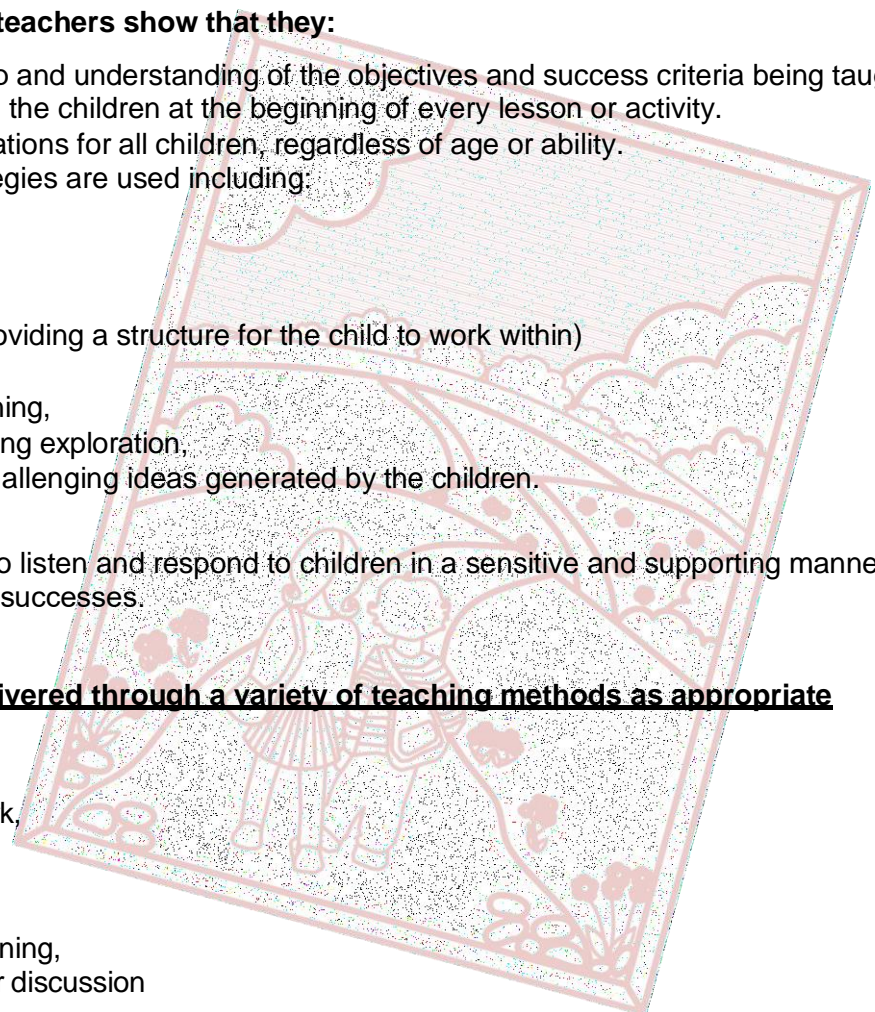 teachers show that they:
o and understanding of the objectives and success criteria being taug
the children at the beginning of every lesson or activity.
ations for all children, regardless of age or ability.
egies are used including:
oviding a structure for the child to work within)
ning,
ng exploration,
allenging ideas generated by the children.
o listen and respond to children in a sensitive and supporting manne
successes.
ivered through a variety of teaching methods as appropriate
k,
ning,
r discussion